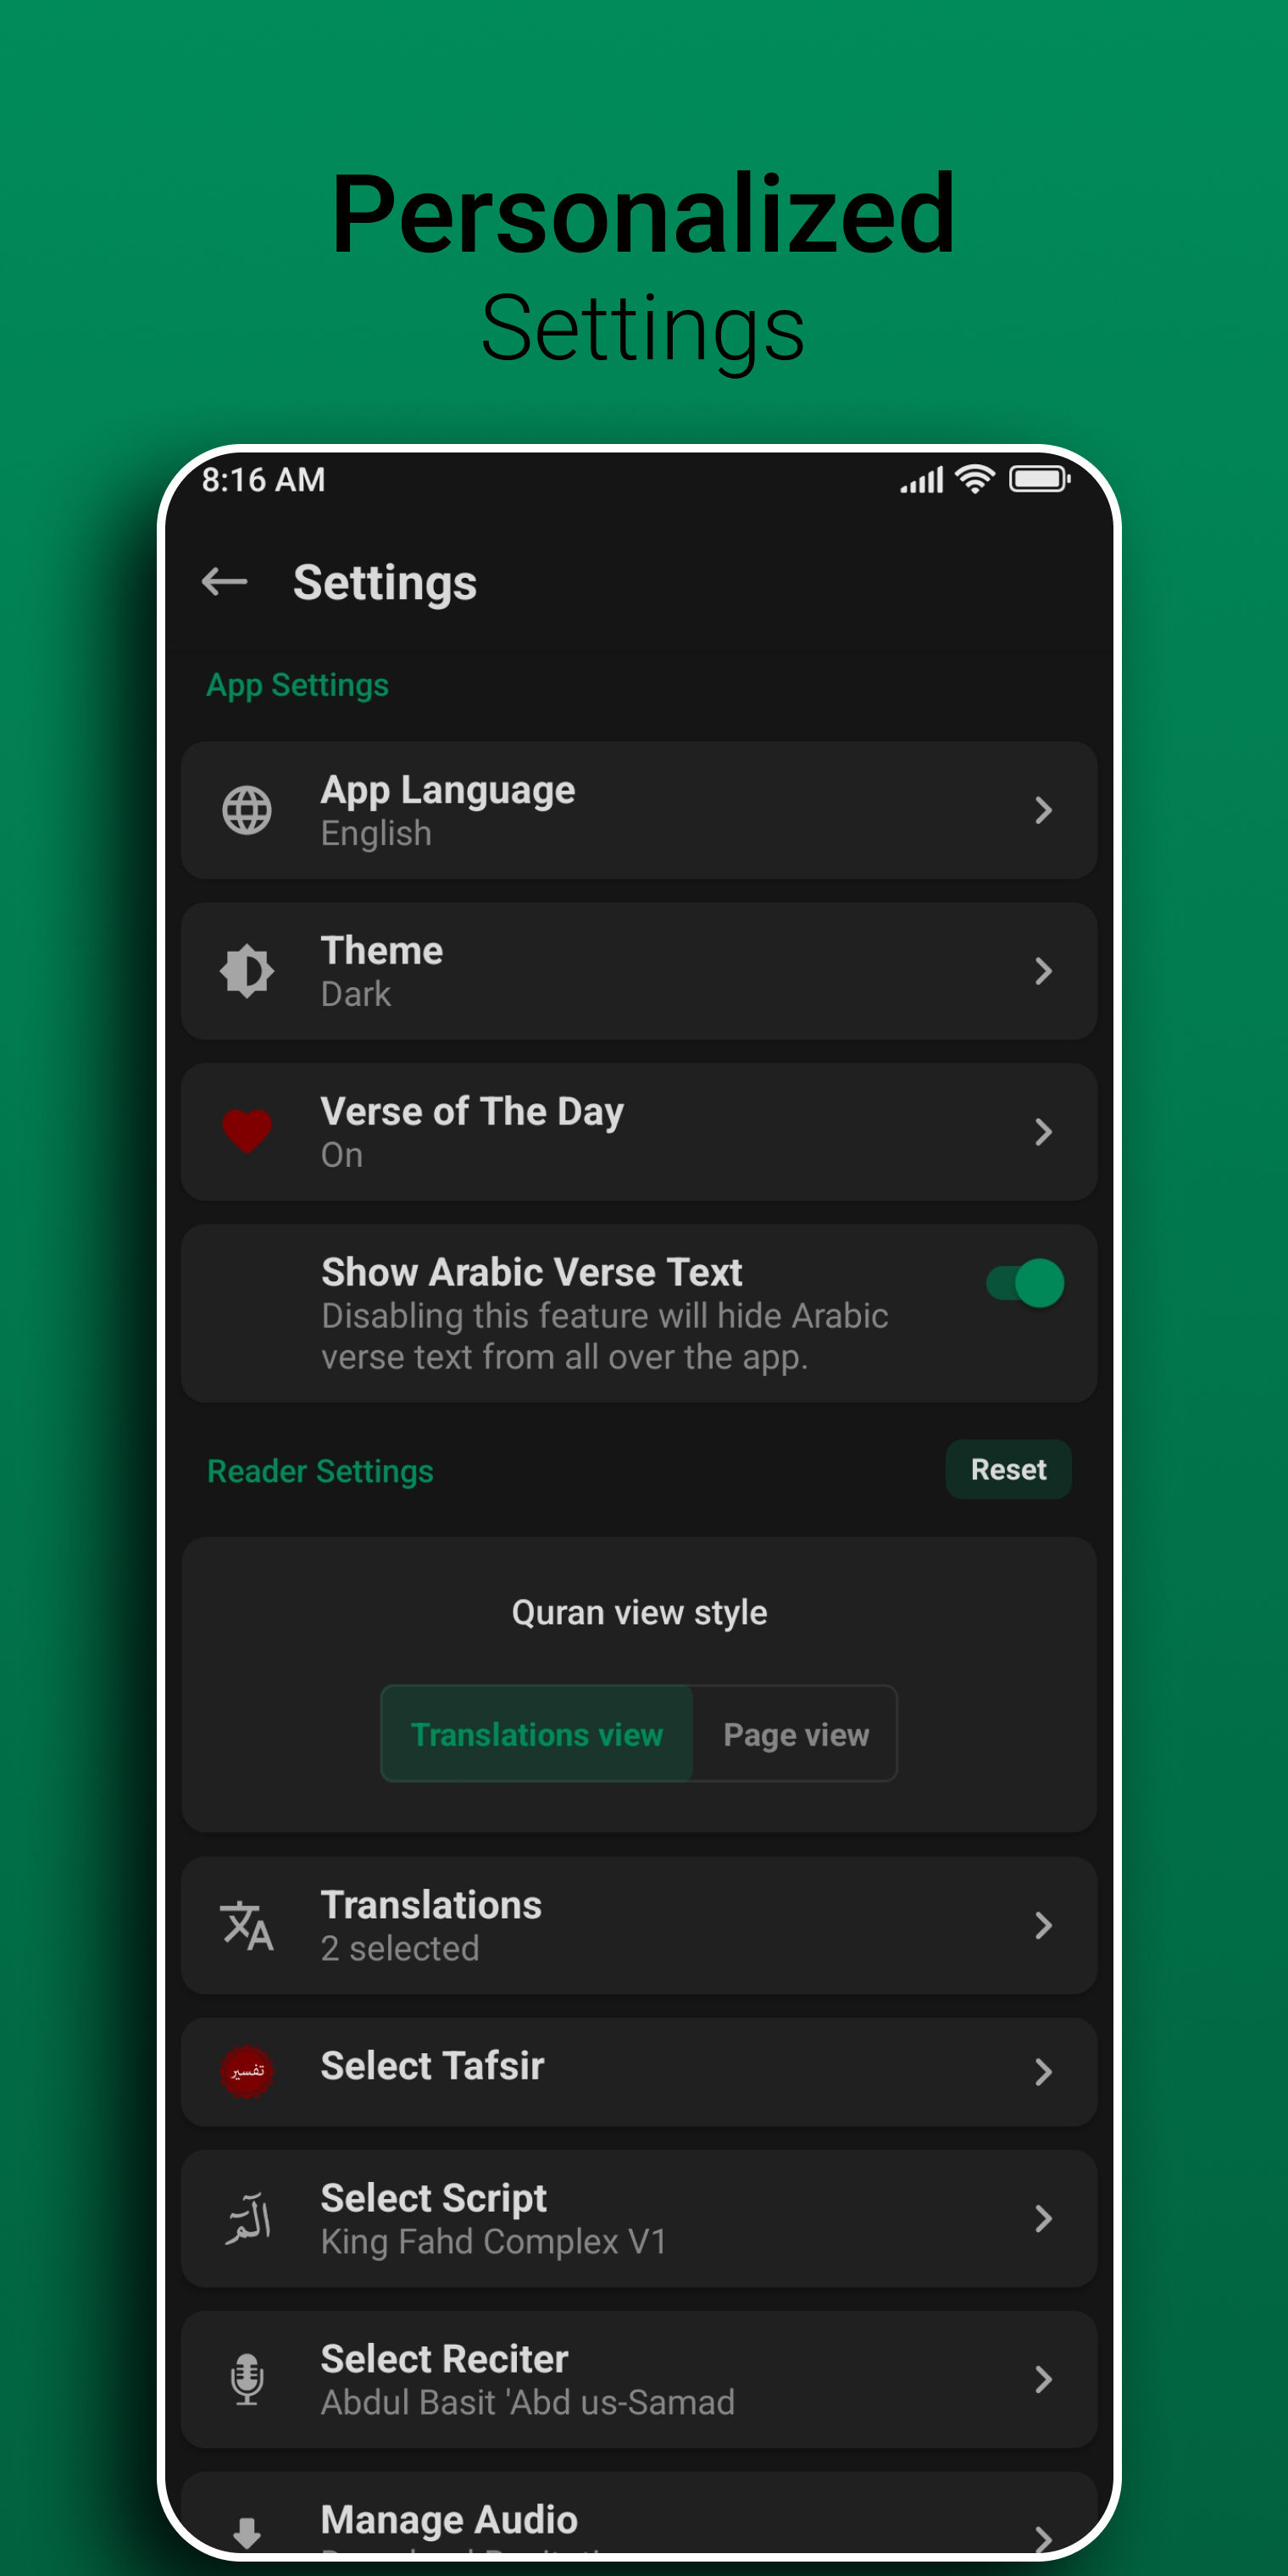 Personalized
Settings
8:16 AM
Settings
App Settings
App Language
English
Theme
Dark
Verse of The Day
On
Show Arabic Verse Text
Disabling this feature will hide Arabic
verse text from all over the app.
Reader Settings
Reset
Quran view style
Translations view
Page view
Translations
2 selected
تفسير
Select Tafsir
الٓمٓ
Select Script
King Fahd Complex V1
Select Reciter
Abdul Basit 'Abd us-Samad
Manage Audio